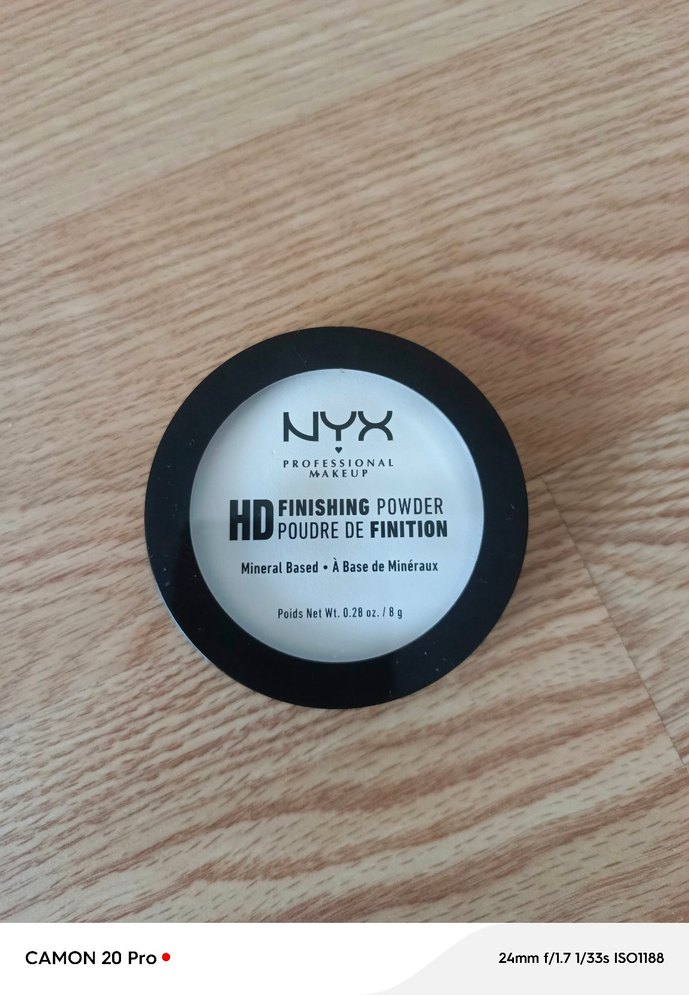 NYX
PROFESSIONAL
MAKEUP
HD FINISHING POWDER
POUDRE DE FINITION
Mineral Based • À Base de Minéraux
Poids Net Wt. 0.28 oz. / 8 g
CAMON 20 Pro
24mm f/1.7 1/33s ISO1188